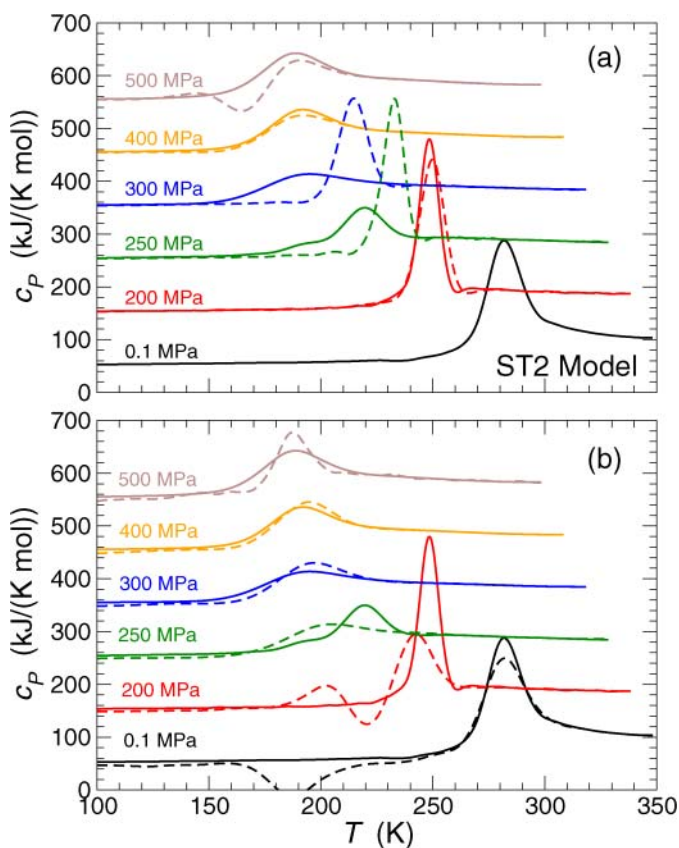 700
600
500
400
300
200
100
0
c_P (kJ/(K mol))
(a)
500 MPa
400 MPa
300 MPa
250 MPa
200 MPa
0.1 MPa
ST2 Model
700
600
500
400
300
200
100
0
c_P (kJ/(K mol))
(b)
500 MPa
400 MPa
300 MPa
250 MPa
200 MPa
0.1 MPa
100 150 200 250 300 350
T (K)